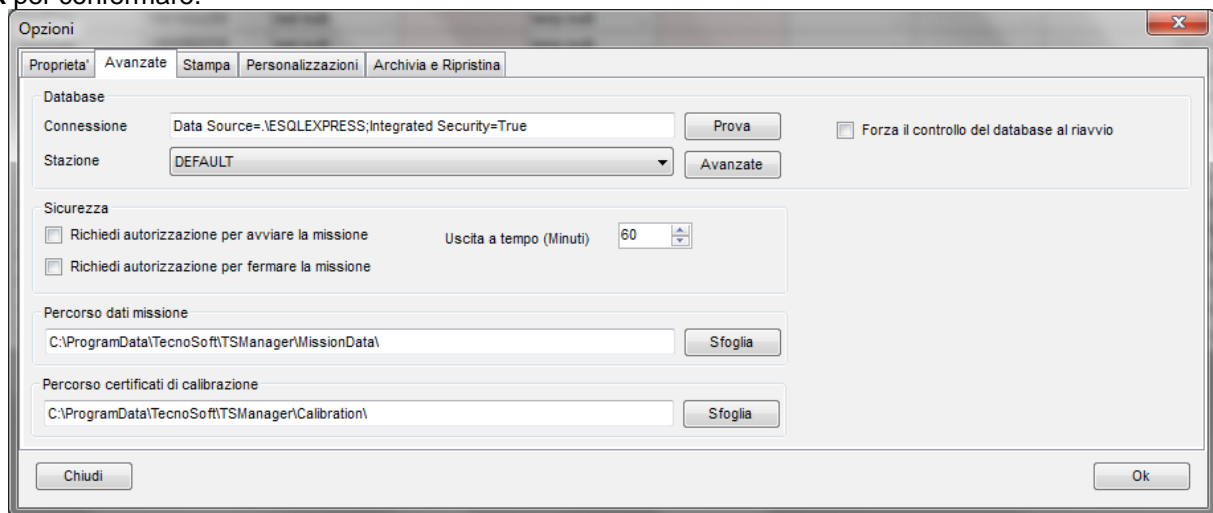 per conformare.
Opzioni
Proprieta' Avanzate Stampa Personalizzazioni Archivia e Ripristina
Database
Connessione Data Source=.\ESQLEXPRESS;Integrated Security=True Prova Forza il controllo del database al riavvio
Stazione DEFAULT Avanzate
Sicurezza
Richiedi autorizzazione per avviare la missione Uscita a tempo (Minuti) 60
Richiedi autorizzazione per fermare la missione
Percorso dati missione
C:\ProgramData\TecnoSoft\TSManager\MissionData\ Sfoglia
Percorso certificati di calibrazione
C:\ProgramData\TecnoSoft\TSManager\Calibration\ Sfoglia
Chiudi Ok